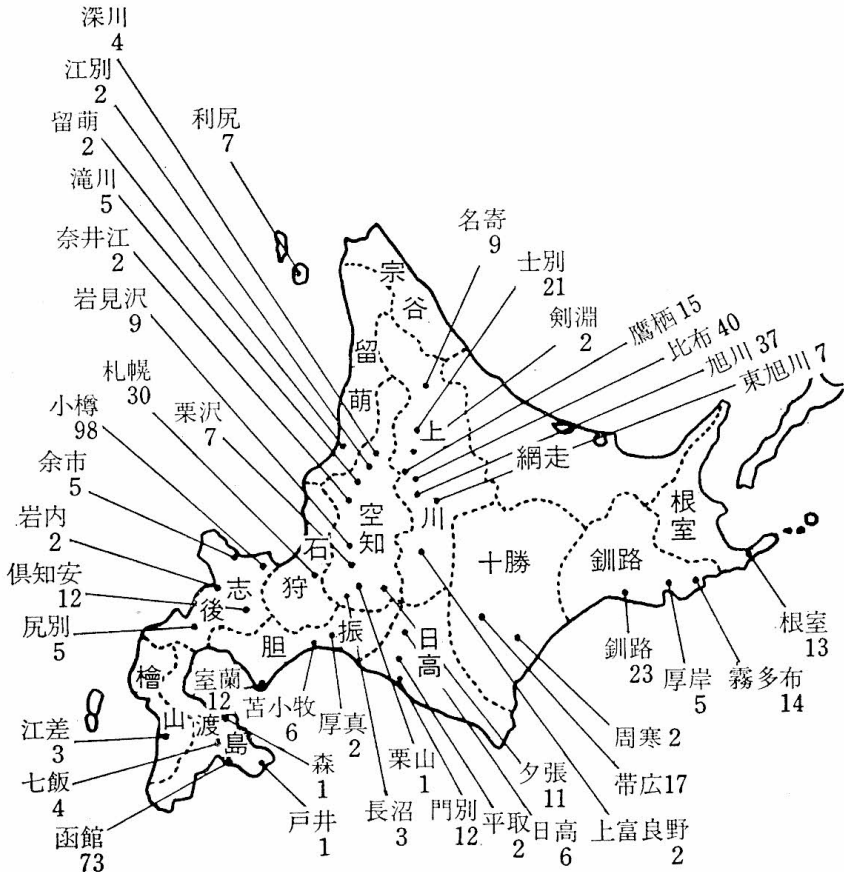 深川
4
江別
2
留萌
2
滝川
5
奈井江
2
岩見沢
9
札幌
30
小樽
98
栗沢
7
余市
5
岩内
2
倶知安
12
尻別
5
利尻
7
名寄
9
士別
21
剣淵
2
鷹栖 15
比布 40
旭川 37
東旭川 7
宗谷
留萌
上川
網走
空知
石狩
後志
胆振
日高
十勝
釧路
根室
檜山
渡島
江差
3
七飯
4
函館
73
室蘭
12
苫小牧
6
厚真
2
森
1
戸井
1
長沼
3
栗山
1
門別
12
平取
2
日高
6
夕張
11
上富良野
2
帯広17
周寒 2
釧路
23
厚岸
5
霧多布
14
根室
13